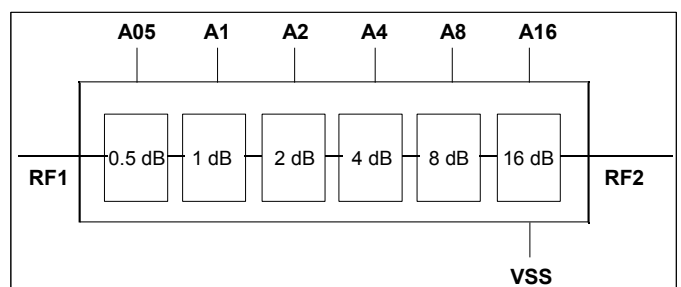 A05 A1 A2 A4 A8 A16
0.5 dB 1 dB 2 dB 4 dB 8 dB 16 dB
RF1 RF2
VSS